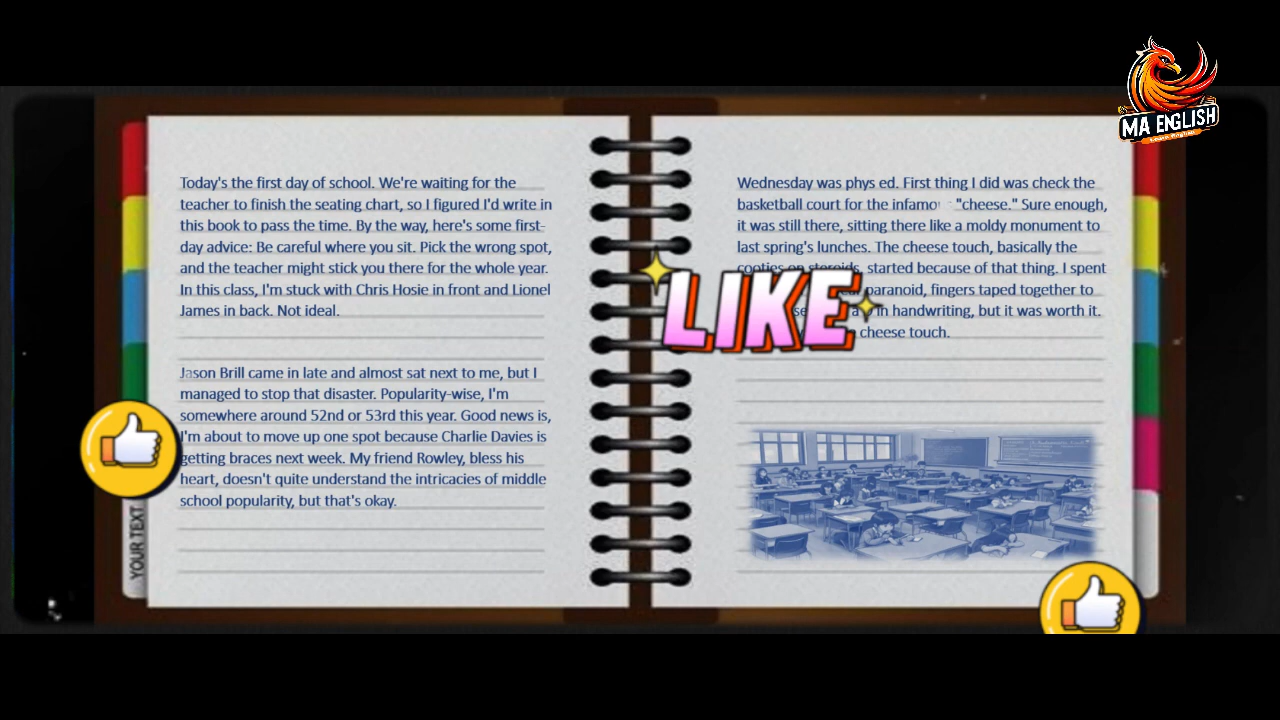 Today's the first day of school. We're waiting for the
teacher to finish the seating chart, so I figured I'd write in
this book to pass the time. By the way, here's some first-
day advice: Be careful where you sit. Pick the wrong spot,
and the teacher might stick you there for the whole year.
In this class, I'm stuck with Chris Hosie in front and Lionel
James in back. Not ideal.
Jason Brill came in late and almost sat next to me, but I
managed to stop that disaster. Popularity-wise, I'm
somewhere around 52nd or 53rd this year. Good news is,
I'm about to move up one spot because Charlie Davies is
getting braces next week. My friend Rowley, bless his
heart, doesn't quite understand the intricacies of middle
school popularity, but that's okay.
Wednesday was phys ed. First thing I did was check the
basketball court for the "cheese." Sure enough,
it was still there, sitting there like a moldy monument to
last spring's lunches. The cheese touch, basically the
cooties on steroids, started because of that thing. I spent
paranoid, fingers taped together to
in handwriting, but it was worth it.
cheese touch.
LIKE
YOUR TEXT
MA ENGLISH